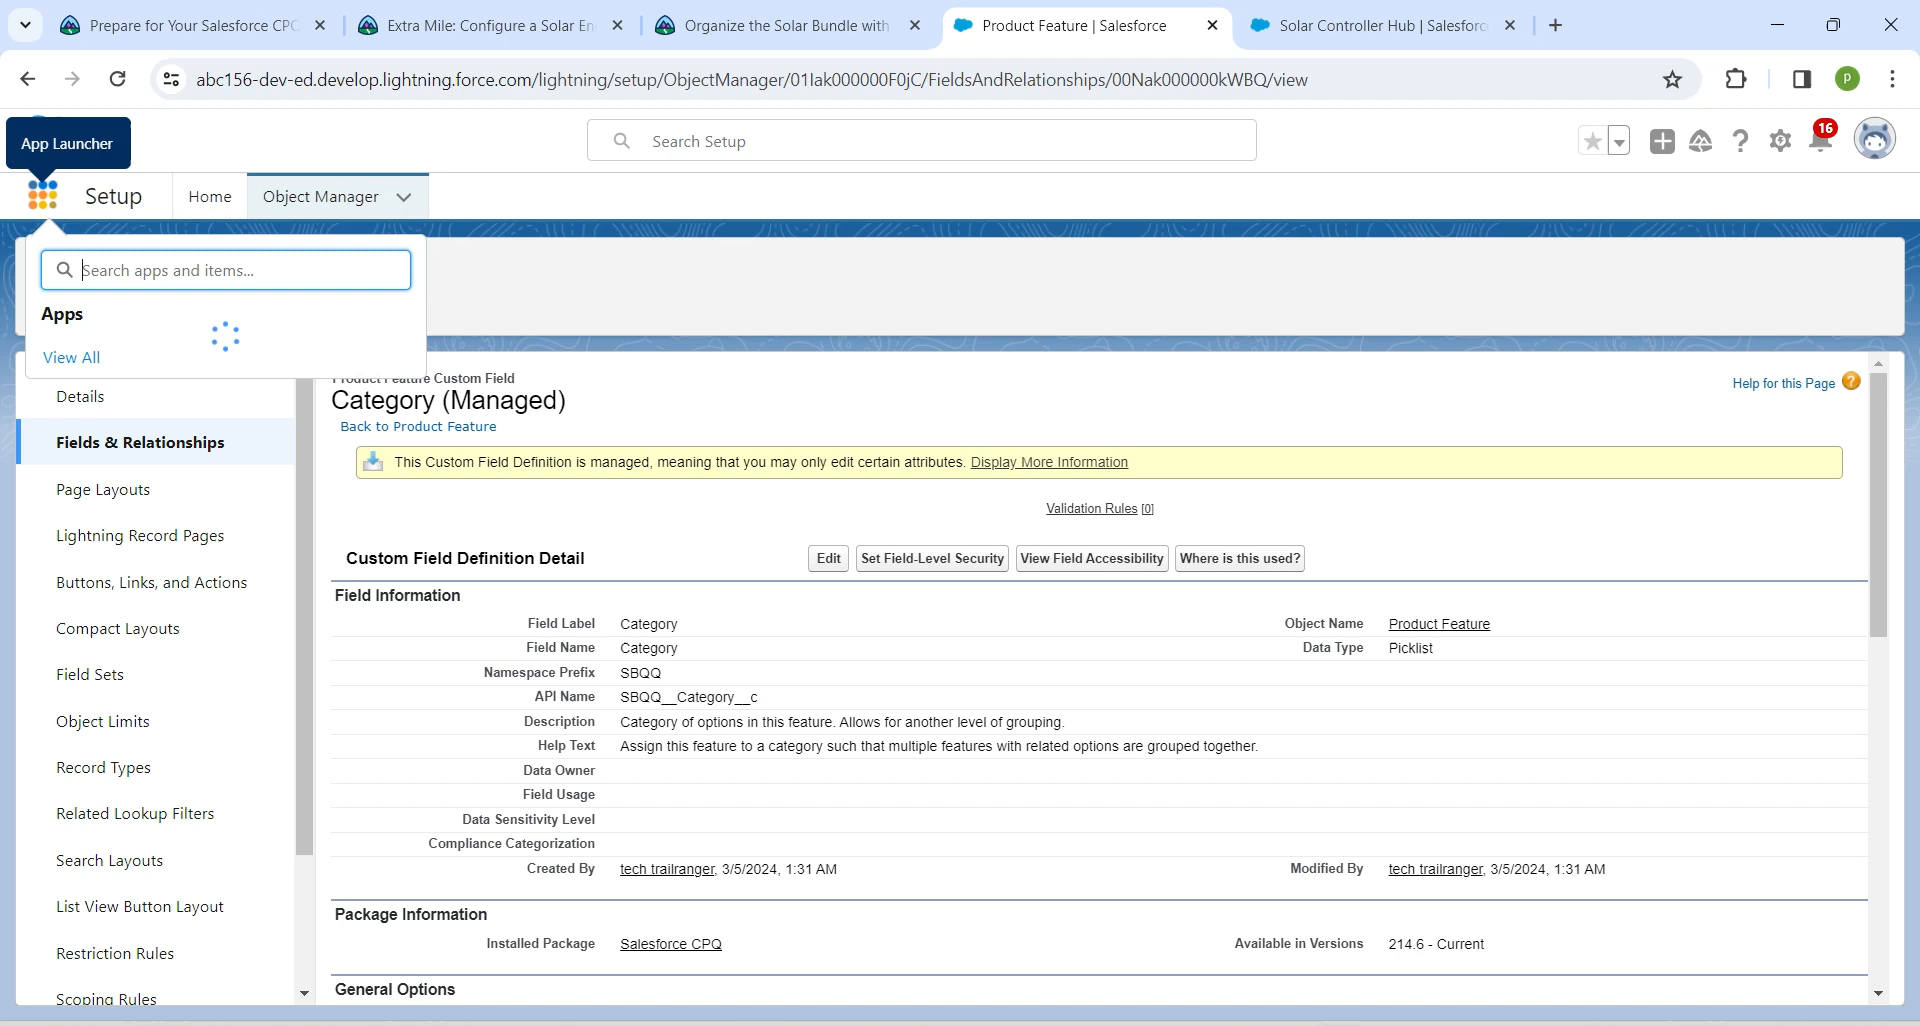 Prepare for Your Salesforce CPQ
Extra Mile: Configure a Solar En
Organize the Solar Bundle with
Product Feature | Salesforce
Solar Controller Hub | Salesforc
abc156-dev-ed.develop.lightning.force.com/lightning/setup/ObjectManager/01Iak000000F0jC/FieldsAndRelationships/00Nak000000kWBQ/view
P
App Launcher
Search Setup
16
Setup
Home
Object Manager
Search apps and items...
Apps
View All
Details
Fields & Relationships
Page Layouts
Lightning Record Pages
Buttons, Links, and Actions
Compact Layouts
Field Sets
Object Limits
Record Types
Related Lookup Filters
Search Layouts
List View Button Layout
Restriction Rules
Scoping Rules
Product Feature Custom Field
Category (Managed)
Back to Product Feature
Help for this Page
This Custom Field Definition is managed, meaning that you may only edit certain attributes. Display More Information
Validation Rules [0]
Custom Field Definition Detail
Edit
Set Field-Level Security
View Field Accessibility
Where is this used?
Field Information
Field Label Category Object Name Product Feature
Field Name Category Data Type Picklist
Namespace Prefix SBQQ
API Name SBQQ__Category__c
Description Category of options in this feature. Allows for another level of grouping.
Help Text Assign this feature to a category such that multiple features with related options are grouped together.
Data Owner
Field Usage
Data Sensitivity Level
Compliance Categorization
Created By tech trailranger, 3/5/2024, 1:31 AM Modified By tech trailranger, 3/5/2024, 1:31 AM
Package Information
Installed Package Salesforce CPQ Available in Versions 214.6 - Current
General Options